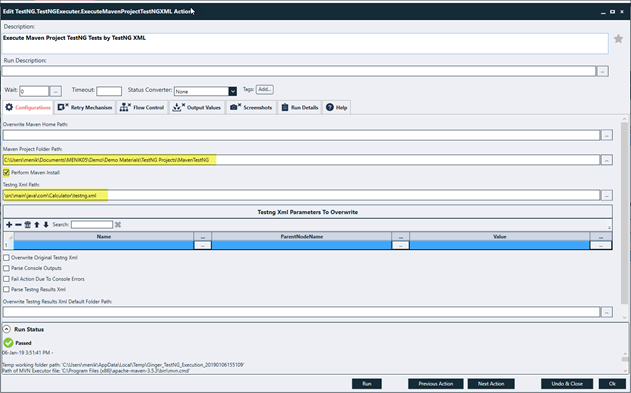 Edit TestNG.TestNGExecuter.ExecuteMavenProjectTestNGXML Action
Description:
Execute Maven Project TestNG Tests by TestNG XML
Run Description:
...
Wait: 0 ... Timeout: Status Converter: None Tags: Add..
Configurations Retry Mechanism Flow Control Output Values Screenshots Run Details Help
Overwrite Maven Home Path:
...
Maven Project Folder Path:
C:\Users\menik\Documents\MENIK05\Demo\Demo Materials\TestNG Projects\MavenTestNG ...
Perform Maven Install
Testng Xml Path:
\src\main\java\com\Calculator\testng.xml ...
Testng Xml Parameters To Overwrite
Search:
Name ... ParentNodeName ... Value ...
1 ... ... ...
Overwrite Original Testng Xml
Parse Console Outputs
Fail Action Due To Console Errors
Parse Testng Results Xml
Overwrite Testng Results Xml Default Folder Path:
...
Run Status
Passed
06-Jan-19 3:51:41 PM -
Temp working folder path: 'C:\Users\menik\AppData\Local\Temp\Ginger_TestNG_Execution_20190106155109'
Path of MVN Executor file: 'C:\Program Files (x86)\apache-maven-3.5.3\bin\mvn.cmd'
Run Previous Action Next Action Undo & Close Ok